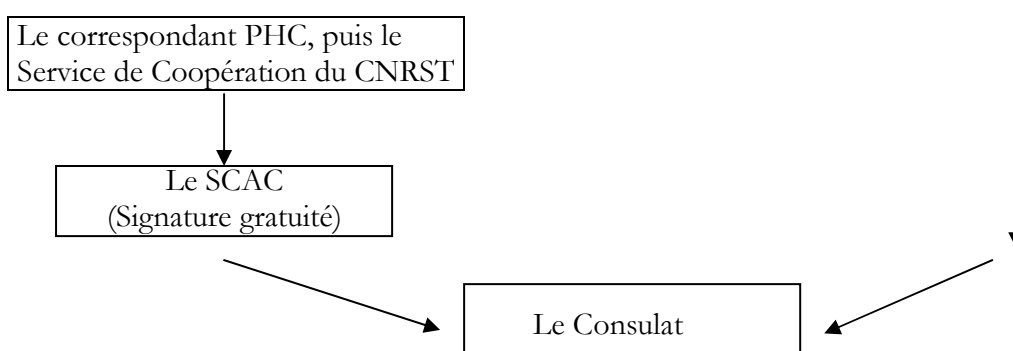 Le correspondant PHC, puis le
Service de Coopération du CNRST
Le SCAC
(Signature gratuité)
Le Consulat